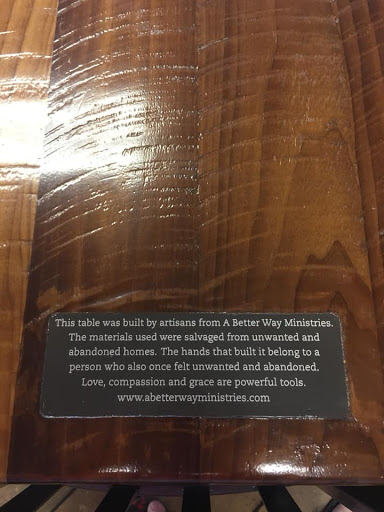 This table was built by artisans from A Better Way Ministries.
The materials used were salvaged from unwanted and
abandoned homes. The hands that built it belong to a
person who also once felt unwanted and abandoned.
Love, compassion and grace are powerful tools.
www.abetterwayministries.com